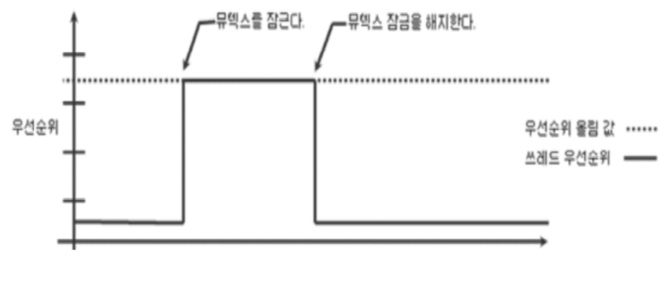 뮤텍스를 잠근다.
뮤텍스 잠금을 해지한다.
우선순위
우선순위 올림 값
쓰레드 우선순위